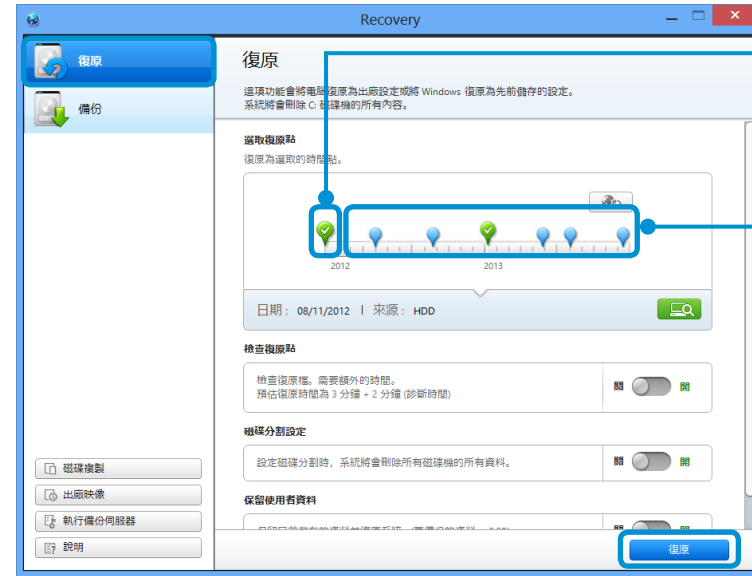 Recovery
復原
備份
磁碟複製
出廠映像
執行備份伺服器
說明
復原
這項功能會將電腦復原為出廠設定或將 Windows 復原為先前儲存的設定。
系統將會刪除 C: 磁碟機的所有內容。
選取復原點
復原為選取的時間點。
2012 2013
日期： 08/11/2012 | 來源： HDD
檢查復原點
檢查復原檔。需要額外的時間。
預估復原時間為 3 分鐘 + 2 分鐘 (診斷時間)
關 開
磁碟分割設定
設定磁碟分割時，系統將會刪除所有磁碟機的所有資料。
關 開
保留使用者資料
復原